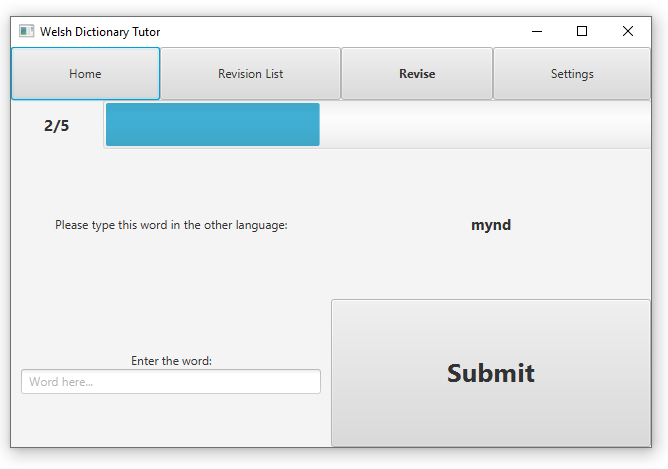 Welsh Dictionary Tutor
Home Revision List Revise Settings
2/5
Please type this word in the other language: mynd
Enter the word:
Word here...
Submit